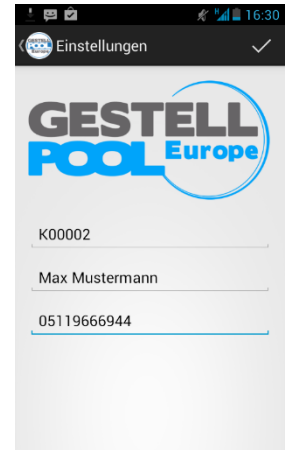 16:30
Einstellungen
GESTELL
POOL Europe
K00002
Max Mustermann
05119666944